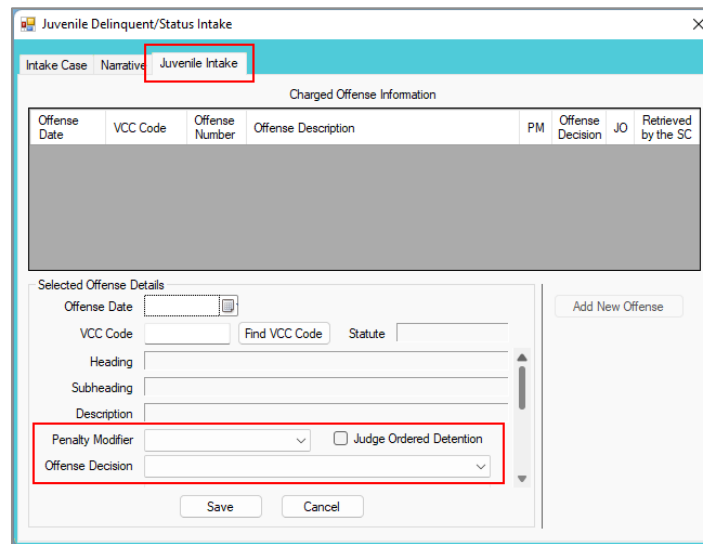 Juvenile Delinquent/Status Intake
Intake Case Narrative Juvenile Intake
Charged Offense Information
Offense Date VCC Code Offense Number Offense Description PM Offense Decision JO Retrieved by the SC
Selected Offense Details
Offense Date Add New Offense
VCC Code Find VCC Code Statute
Heading
Subheading
Description
Penalty Modifier Judge Ordered Detention
Offense Decision
Save Cancel